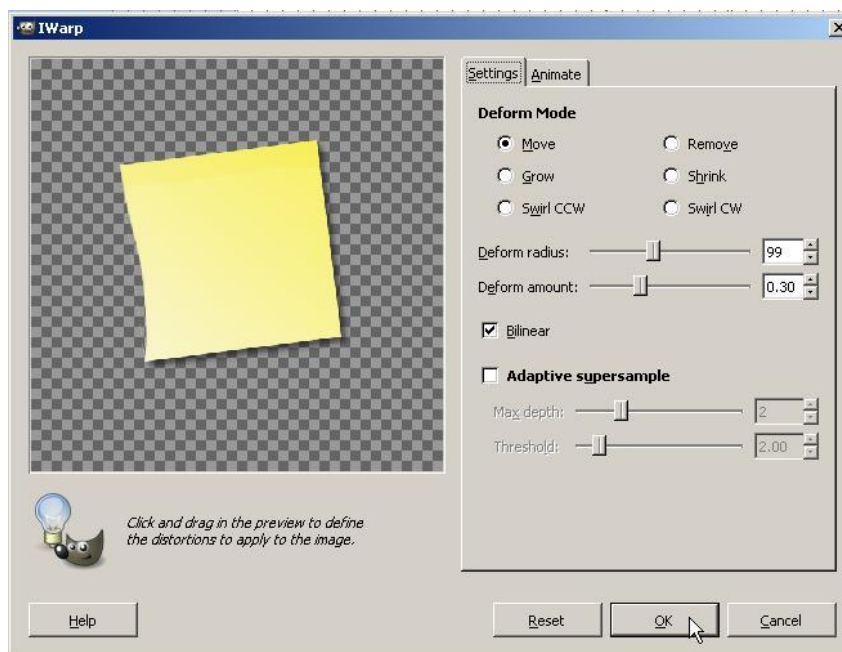 IWarp
Settings Animate
Deform Mode
Move Remove
Grow Shrink
Swirl CCW Swirl CW
Deform radius: 99
Deform amount: 0.30
Bilinear
Adaptive supersample
Max depth: 2
Threshold: 2.00
Click and drag in the preview to define
the distortions to apply to the image.
Help Reset OK Cancel